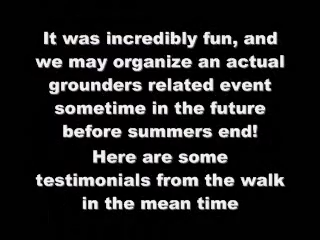 It was incredibly fun, and
we may organize an actual
grounders related event
sometime in the future
before summers end!
Here are some
testimonials from the walk
in the mean time